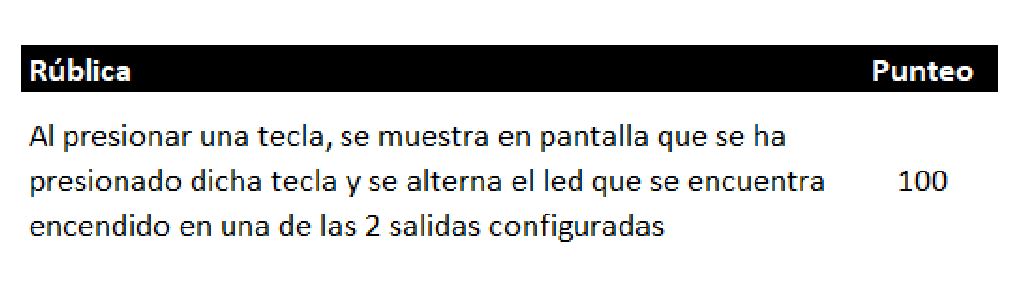 Rública Punteo
Al presionar una tecla, se muestra en pantalla que se ha
presionado dicha tecla y se alterna el led que se encuentra 100
encendido en una de las 2 salidas configuradas